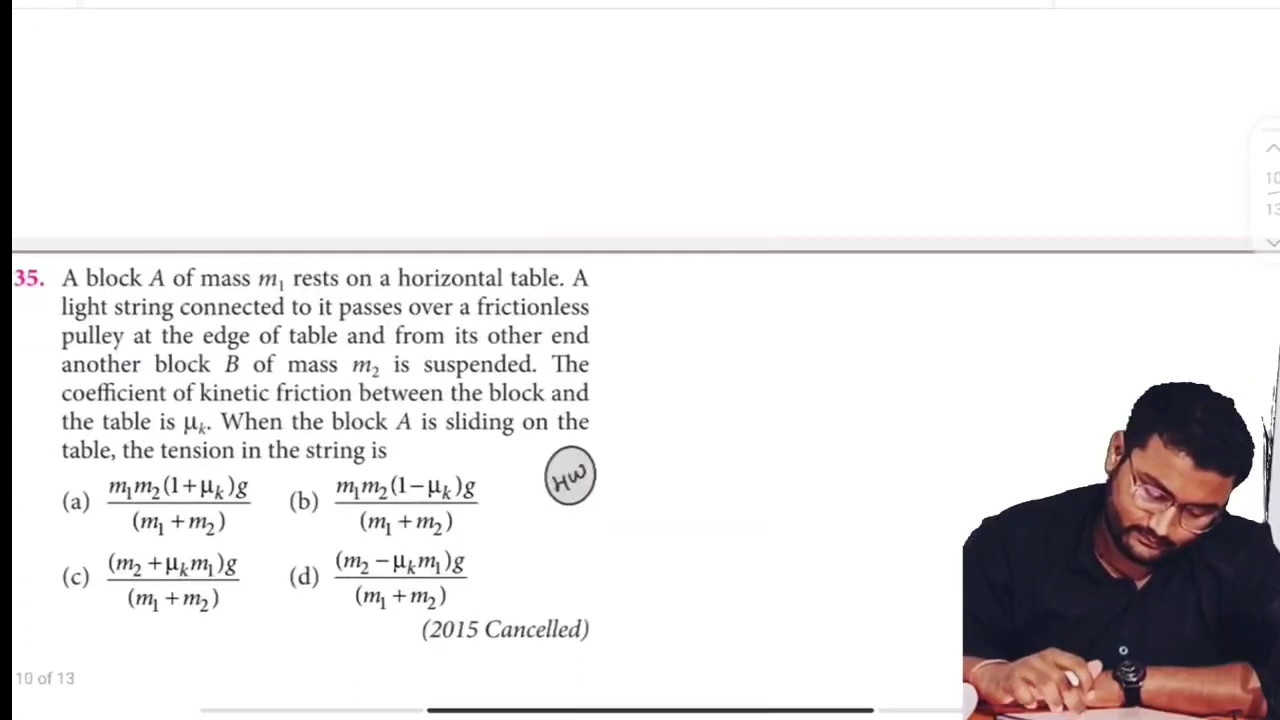 35. A block A of mass m₁ rests on a horizontal table. A
light string connected to it passes over a frictionless
pulley at the edge of table and from its other end
another block B of mass m₂ is suspended. The
coefficient of kinetic friction between the block and
the table is μₖ. When the block A is sliding on the
table, the tension in the string is
HW
(a) m₁m₂(1+μₖ)g / (m₁+m₂) (b) m₁m₂(1−μₖ)g / (m₁+m₂)
(c) (m₂+μₖm₁)g / (m₁+m₂) (d) (m₂−μₖm₁)g / (m₁+m₂)
(2015 Cancelled)
10 of 13
10
13